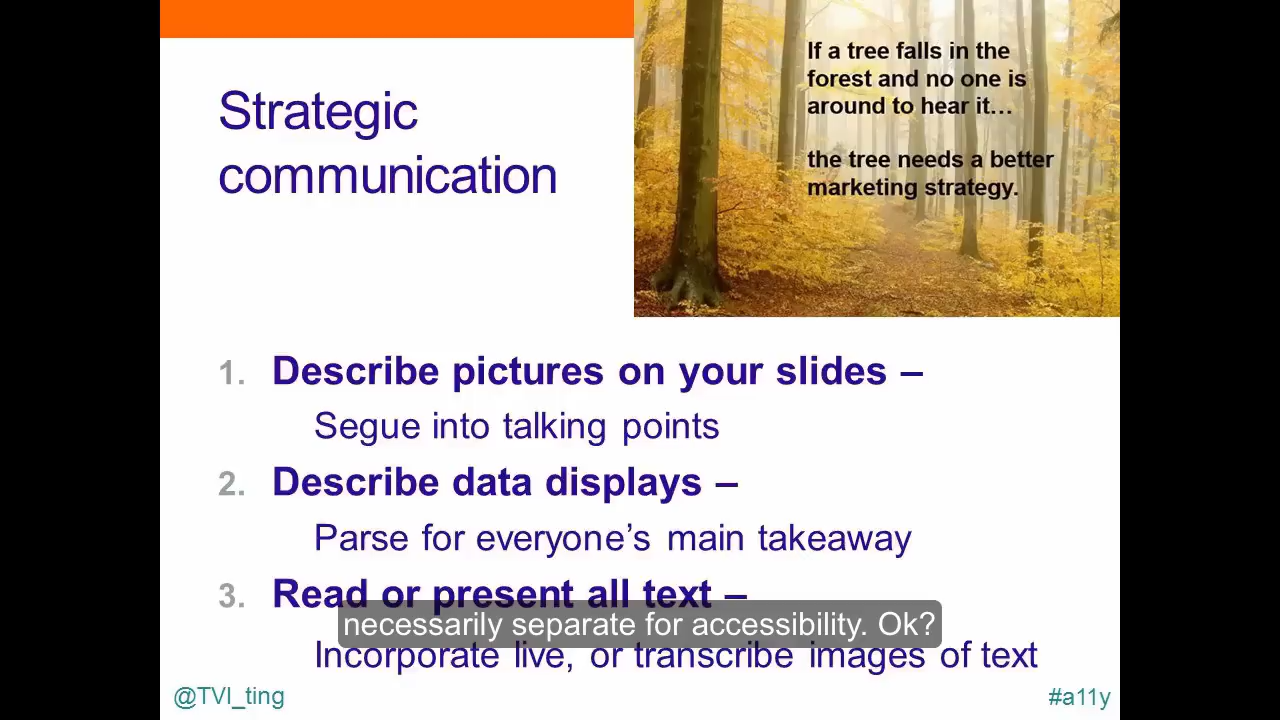 Strategic
communication
If a tree falls in the
forest and no one is
around to hear it…
the tree needs a better
marketing strategy.
1. Describe pictures on your slides –
Segue into talking points
2. Describe data displays –
Parse for everyone’s main takeaway
3. Read or present all text –
necessarily separate for accessibility. Ok?
Incorporate live, or transcribe images of text
@TVI_ting
#a11y